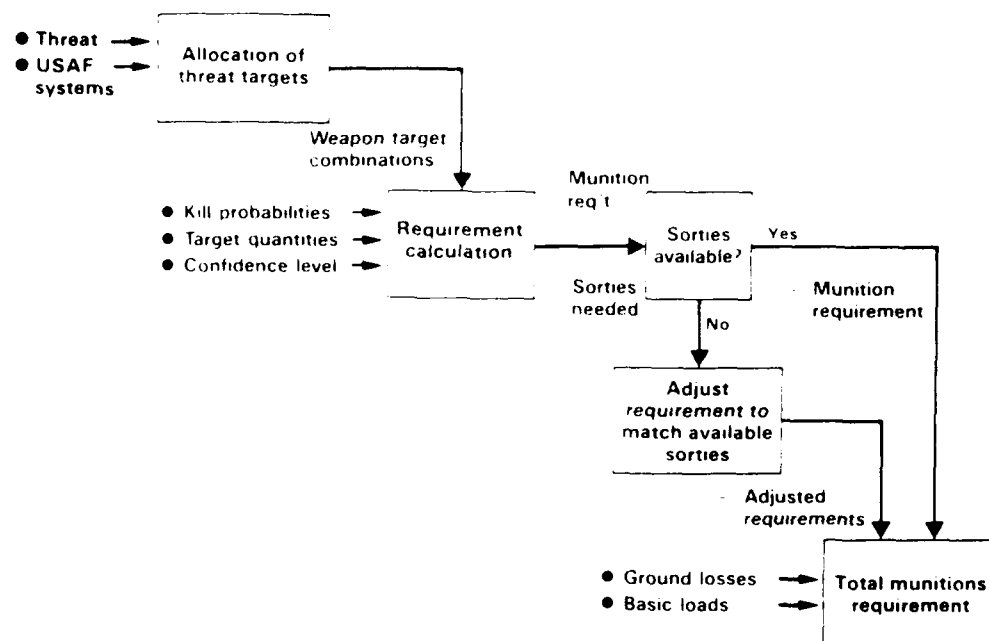 ● Threat
● USAF
systems
Allocation of
threat targets
Weapon target
combinations
● Kill probabilities
● Target quantities
● Confidence level
Requirement
calculation
Munition
req't
Sorties
needed
Sorties
available?
Yes
No
Munition
requirement
Adjust
requirement to
match available
sorties
Adjusted
requirements
● Ground losses
● Basic loads
Total munitions
requirement